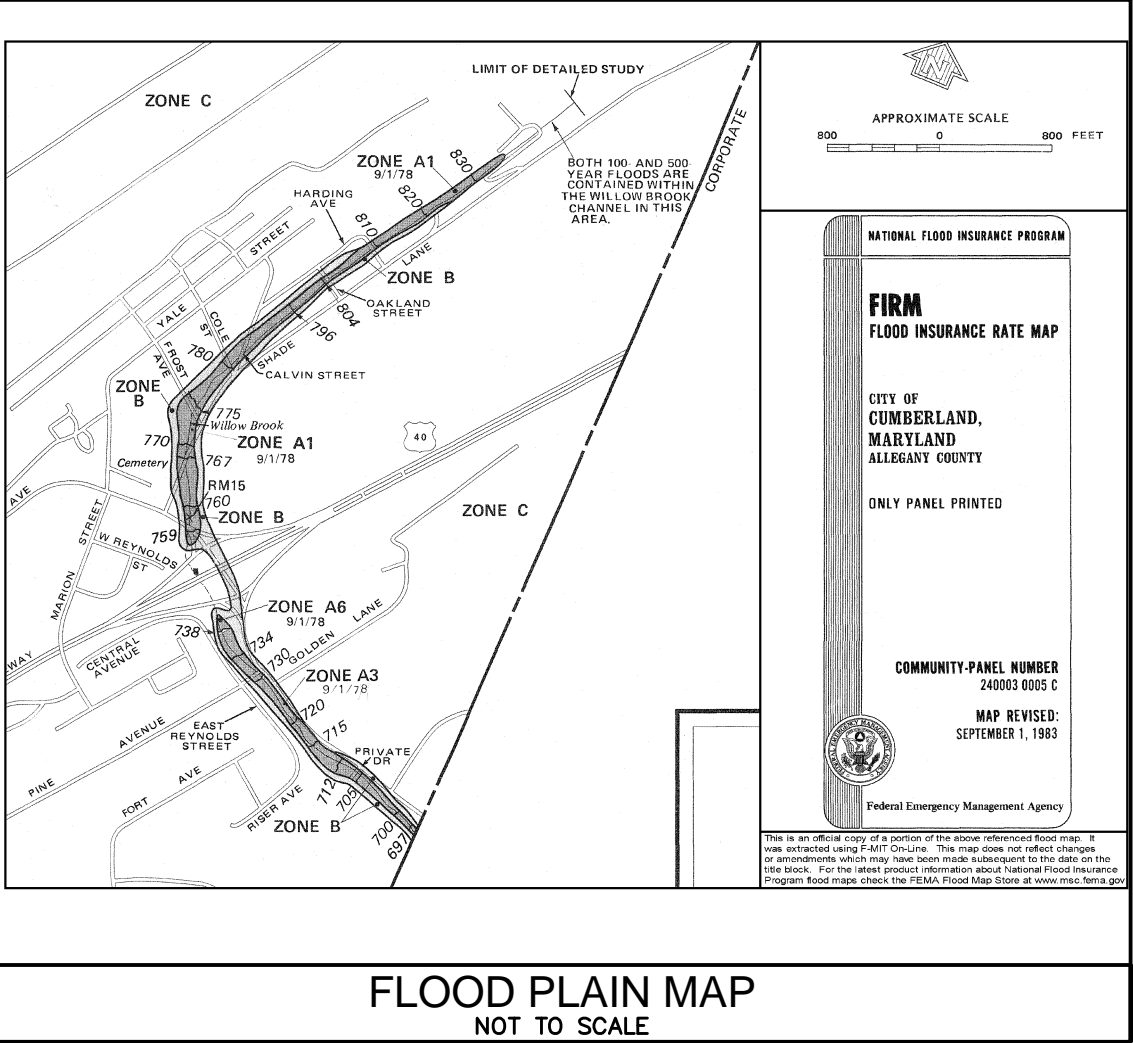 LIMIT OF DETAILED STUDY
ZONE C
ZONE A1
9/1/78
830
820
810
HARDING
AVE
BOTH 100- AND 500-
YEAR FLOODS ARE
CONTAINED WITHIN
THE WILLOW BROOK
CHANNEL IN THIS
AREA.
CORPORATE
STREET
LANE
ZONE B
OAKLAND
STREET
804
796
YALE
COLE
ST
FROST
AVE
780
SHADE
CALVIN STREET
ZONE
B
775
Willow Brook
ZONE A1
9/1/78
770
767
Cemetery
40
RM15
760
ZONE B
ZONE C
AVE
759
W REYNOLDS
ST
MARION STREET
ZONE A6
9/1/78
738
734
730
GOLDEN LANE
WAY
CENTRAL
AVENUE
ZONE A3
9/1/78
720
715
EAST
REYNOLDS
STREET
PRIVATE
DR
PINE AVENUE
FORT AVE
RISER AVE
712
705
ZONE B
700
697
N
APPROXIMATE SCALE
800 0 800 FEET
NATIONAL FLOOD INSURANCE PROGRAM
FIRM
FLOOD INSURANCE RATE MAP
CITY OF
CUMBERLAND,
MARYLAND
ALLEGANY COUNTY
ONLY PANEL PRINTED
COMMUNITY-PANEL NUMBER
240003 0005 C
MAP REVISED:
SEPTEMBER 1, 1983
FEDERAL EMERGENCY MANAGEMENT AGENCY
Federal Emergency Management Agency
This is an official copy of a portion of the above referenced flood map. It
was extracted using F-MIT On-Line. This map does not reflect changes
or amendments which may have been made subsequent to the date on the
title block. For the latest product information about National Flood Insurance
Program flood maps check the FEMA Flood Map Store at www.msc.fema.gov
FLOOD PLAIN MAP
NOT TO SCALE